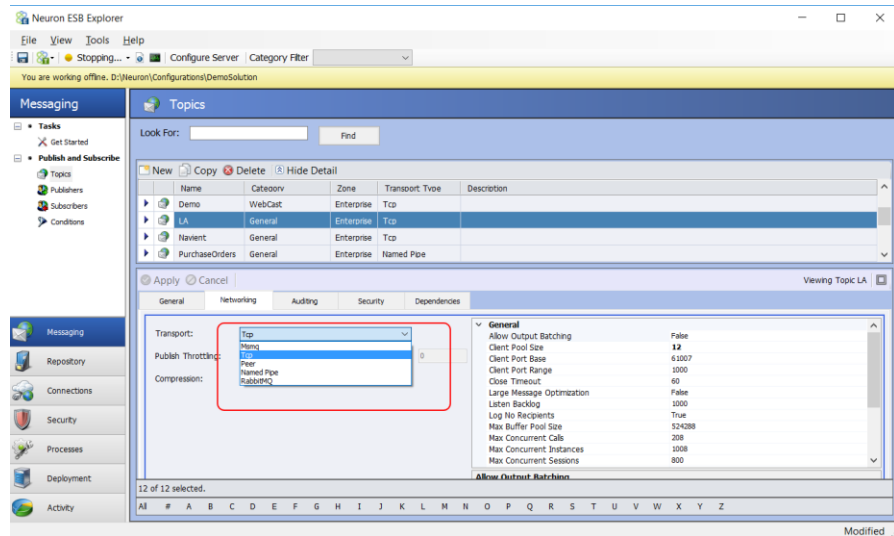 Neuron ESB Explorer
File View Tools Help
Stopping... Configure Server Category Filter
You are working offline. D:\Neuron\Configurations\DemoSolution
Messaging
Tasks
Get Started
Publish and Subscribe
Topics
Publishers
Subscribers
Conditions
Messaging
Repository
Connections
Security
Processes
Deployment
Activity
Topics
Look For: Find
New Copy Delete Hide Detail
Name Category Zone Transport Type Description
Demo WebCast Enterprise Tcp
LA General Enterprise Tcp
Navient General Enterprise Tcp
PurchaseOrders General Enterprise Named Pipe
Apply Cancel Viewing Topic LA
General Networking Auditing Security Dependencies
Transport: Tcp
Msmq
Tcp
Peer
Named Pipe
RabbitMQ
Publish Throttling: 0
Compression:
General
Allow Output Batching False
Client Pool Size 12
Client Port Base 61007
Client Port Range 1000
Close Timeout 60
Large Message Optimization False
Listen Backlog 1000
Log No Recipients True
Max Buffer Pool Size 524288
Max Concurrent Calls 208
Max Concurrent Instances 1008
Max Concurrent Sessions 800
Allow Output Batching
12 of 12 selected.
All # A B C D E F G H I J K L M N O P Q R S T U V W X Y Z
Modified